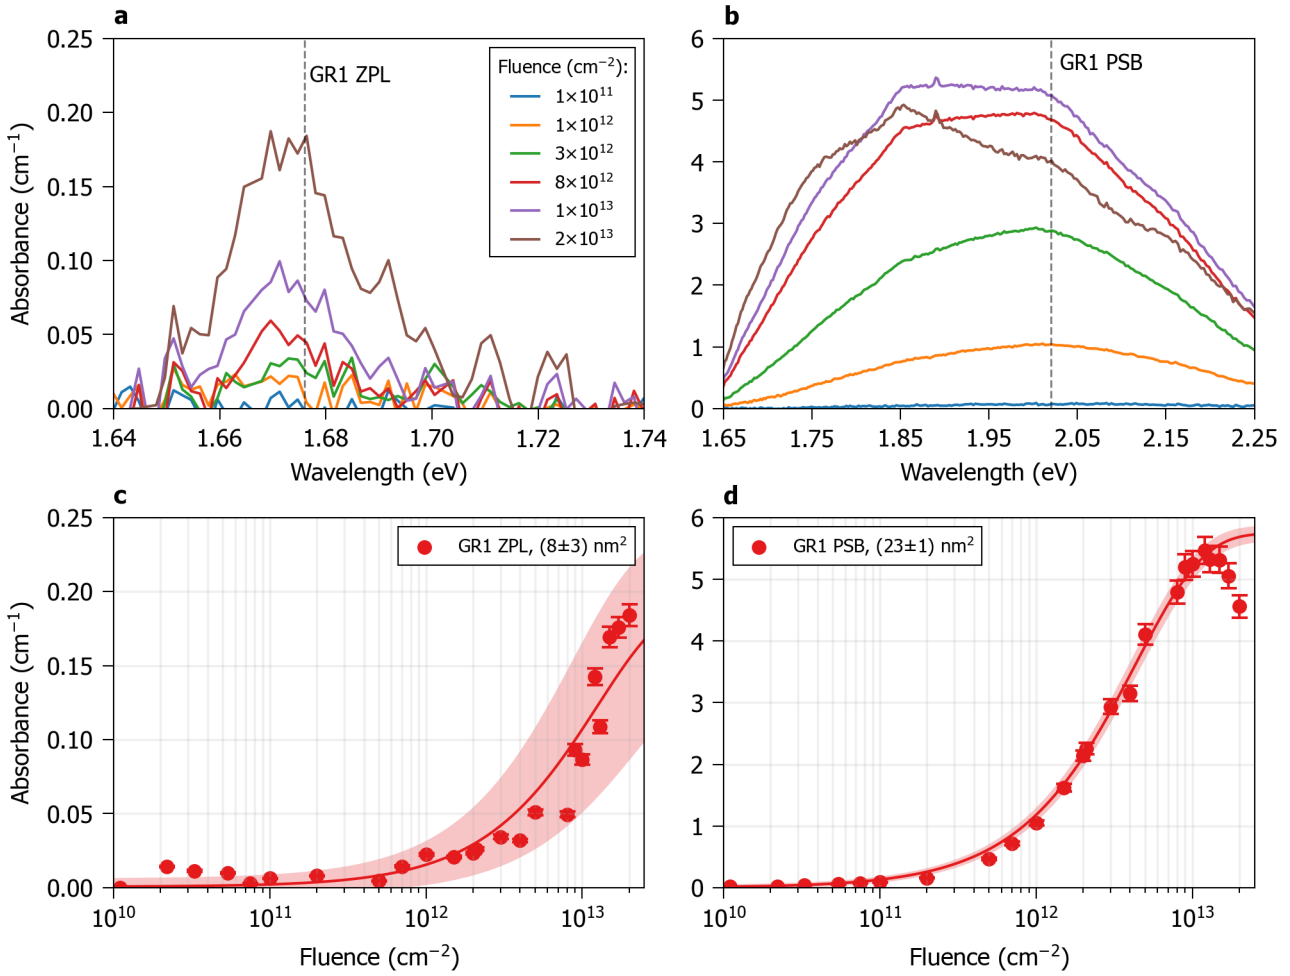 a
0.25
0.20
0.15
0.10
0.05
0.00
Absorbance (cm⁻¹)
GR1 ZPL
Fluence (cm⁻²):
1×10¹¹
1×10¹²
3×10¹²
8×10¹²
1×10¹³
2×10¹³
1.64 1.66 1.68 1.70 1.72 1.74
Wavelength (eV)
b
6
5
4
3
2
1
0
GR1 PSB
1.65 1.75 1.85 1.95 2.05 2.15 2.25
Wavelength (eV)
c
0.25
0.20
0.15
0.10
0.05
0.00
Absorbance (cm⁻¹)
GR1 ZPL, (8±3) nm²
10¹⁰ 10¹¹ 10¹² 10¹³
Fluence (cm⁻²)
d
6
5
4
3
2
1
0
GR1 PSB, (23±1) nm²
10¹⁰ 10¹¹ 10¹² 10¹³
Fluence (cm⁻²)